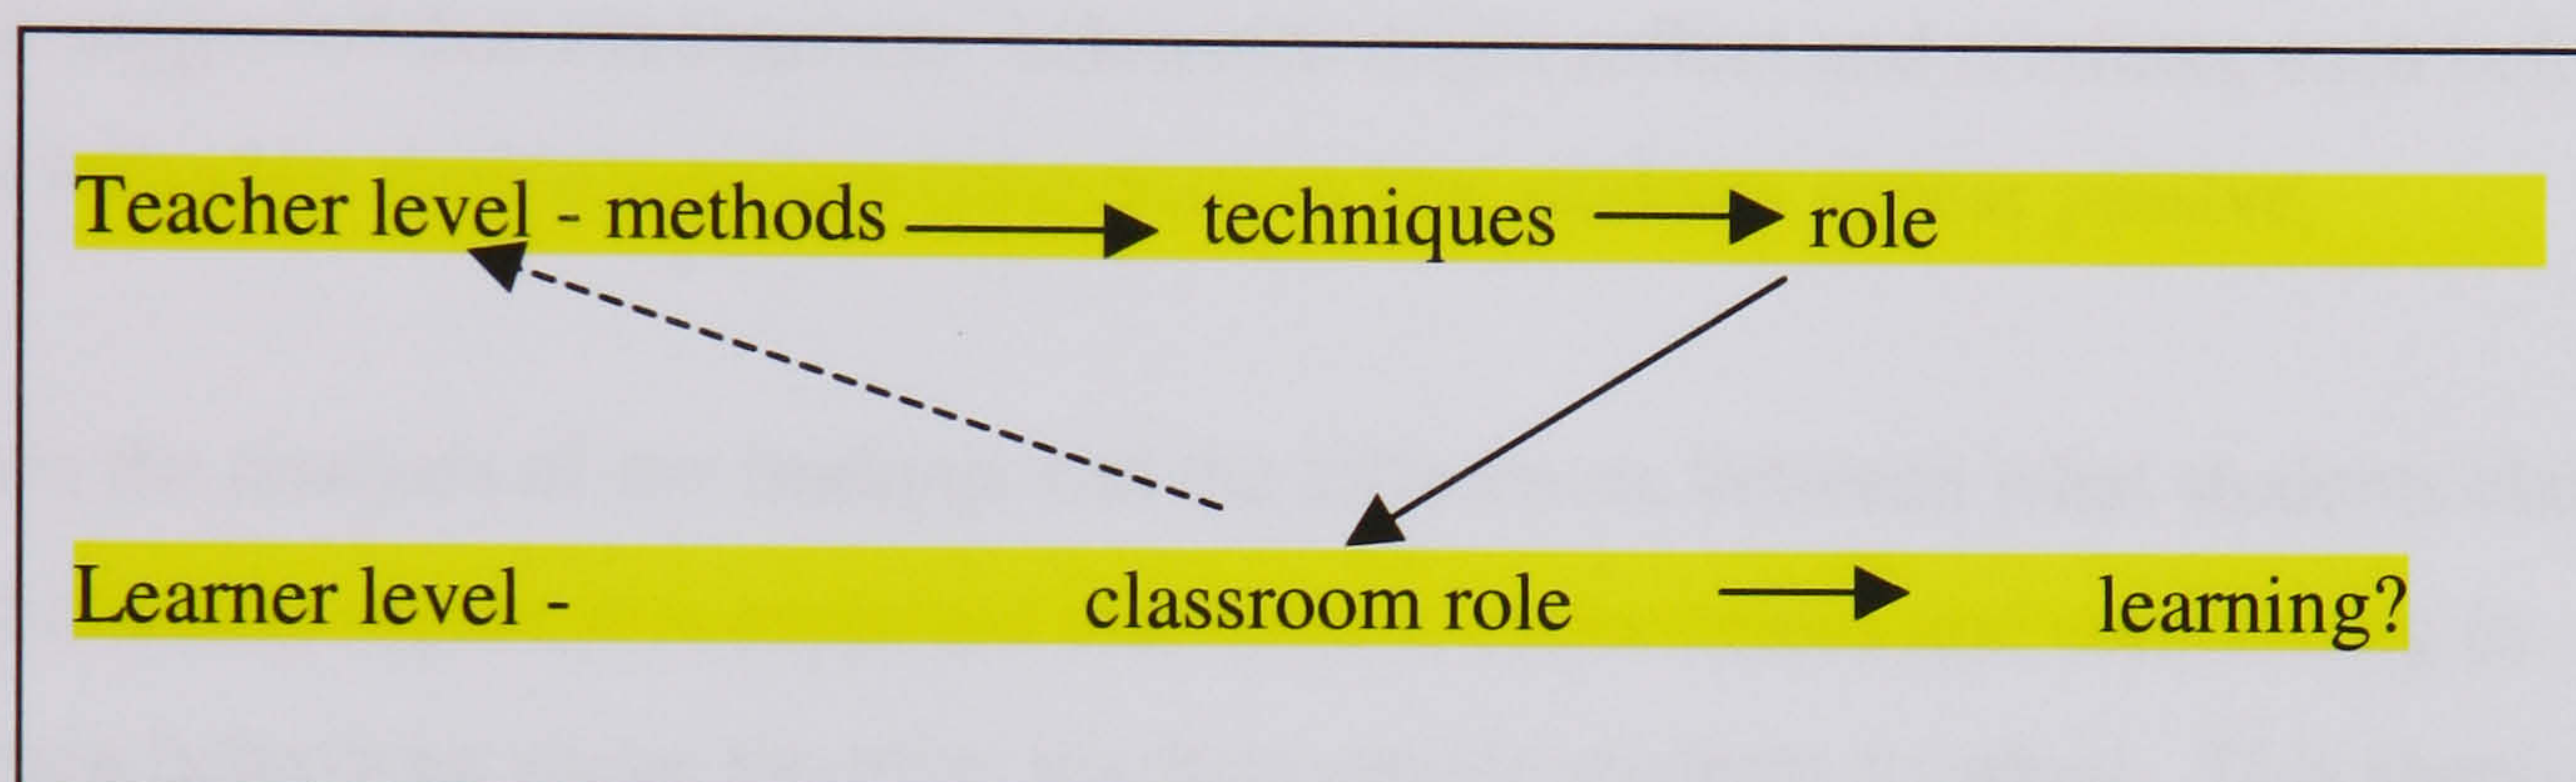 Teacher level - methods techniques role
Learner level - classroom role learning?